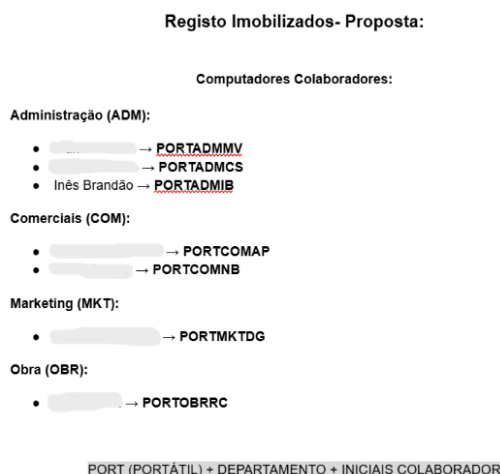 Registo Imobilizados- Proposta:
Computadores Colaboradores:
Administração (ADM):
● → PORTADMMV
● → PORTADMCS
● Inês Brandão → PORTADMIB
Comerciais (COM):
● → PORTCOMAP
● → PORTCOMNB
Marketing (MKT):
● → PORTMKTDG
Obra (OBR):
● → PORTOBRRC
PORT (PORTÁTIL) + DEPARTAMENTO + INICIAIS COLABORADOR